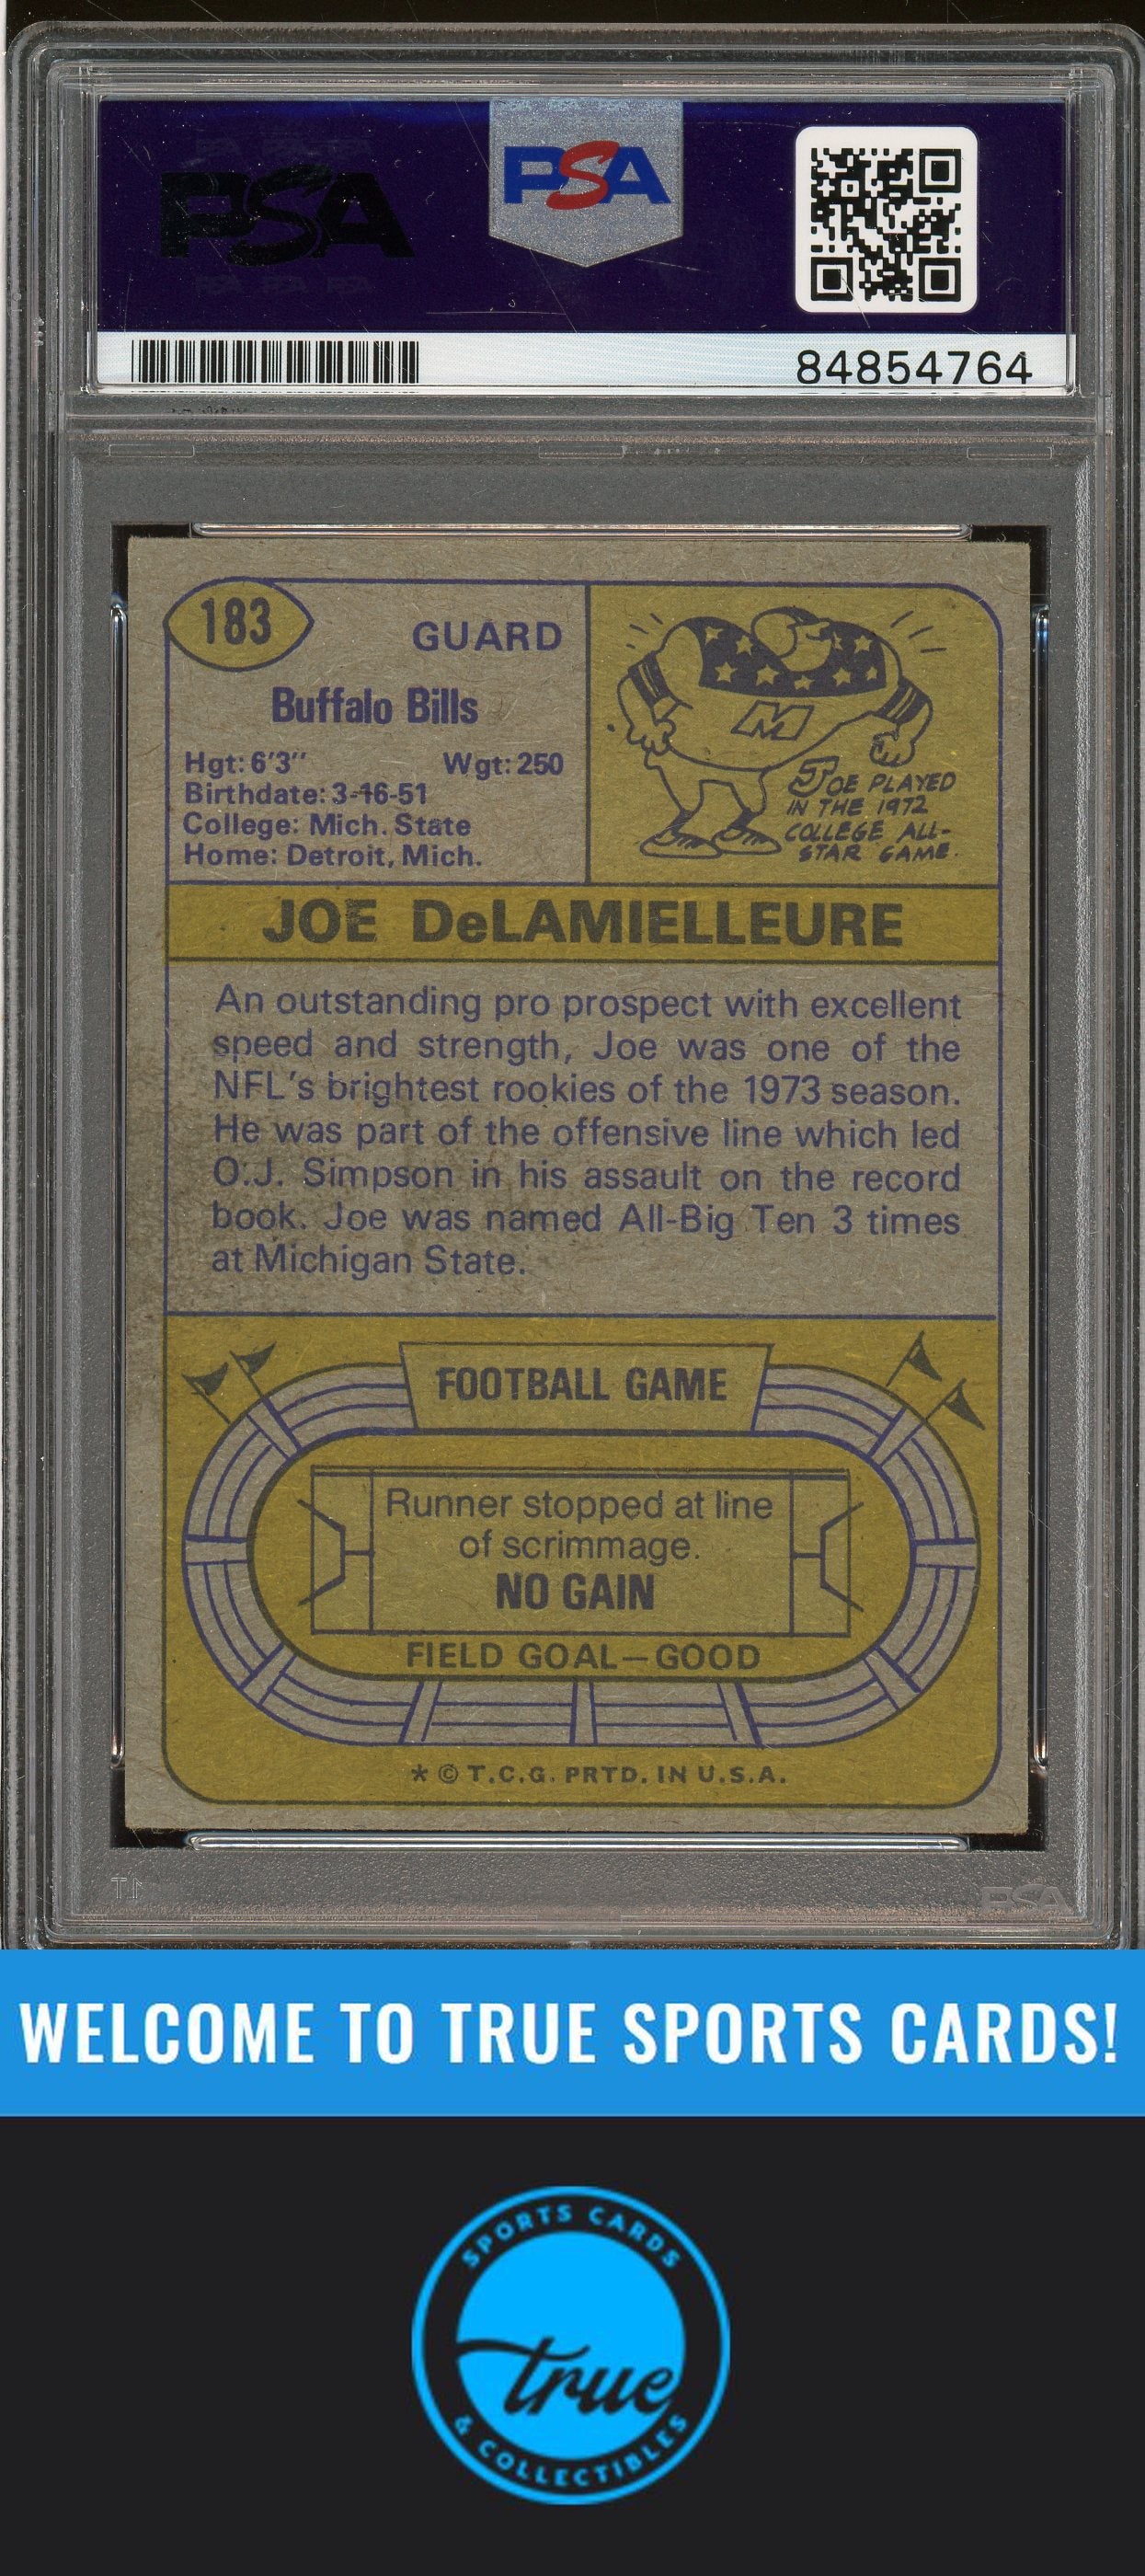 PSA
PSA
84854764
183
GUARD
Buffalo Bills
Hgt: 6'3" Wgt: 250
Birthdate: 3-16-51
College: Mich. State
Home: Detroit, Mich.
M
JOE PLAYED
IN THE 1972
COLLEGE ALL-
STAR GAME.
JOE DeLAMIELLEURE
An outstanding pro prospect with excellent
speed and strength, Joe was one of the
NFL's brightest rookies of the 1973 season.
He was part of the offensive line which led
O.J. Simpson in his assault on the record
book. Joe was named All-Big Ten 3 times
at Michigan State.
FOOTBALL GAME
Runner stopped at line
of scrimmage.
NO GAIN
FIELD GOAL—GOOD
* © T.C.G. PRTD. IN U.S.A.
PSA
WELCOME TO TRUE SPORTS CARDS!
SPORTS CARDS
true
& COLLECTIBLES